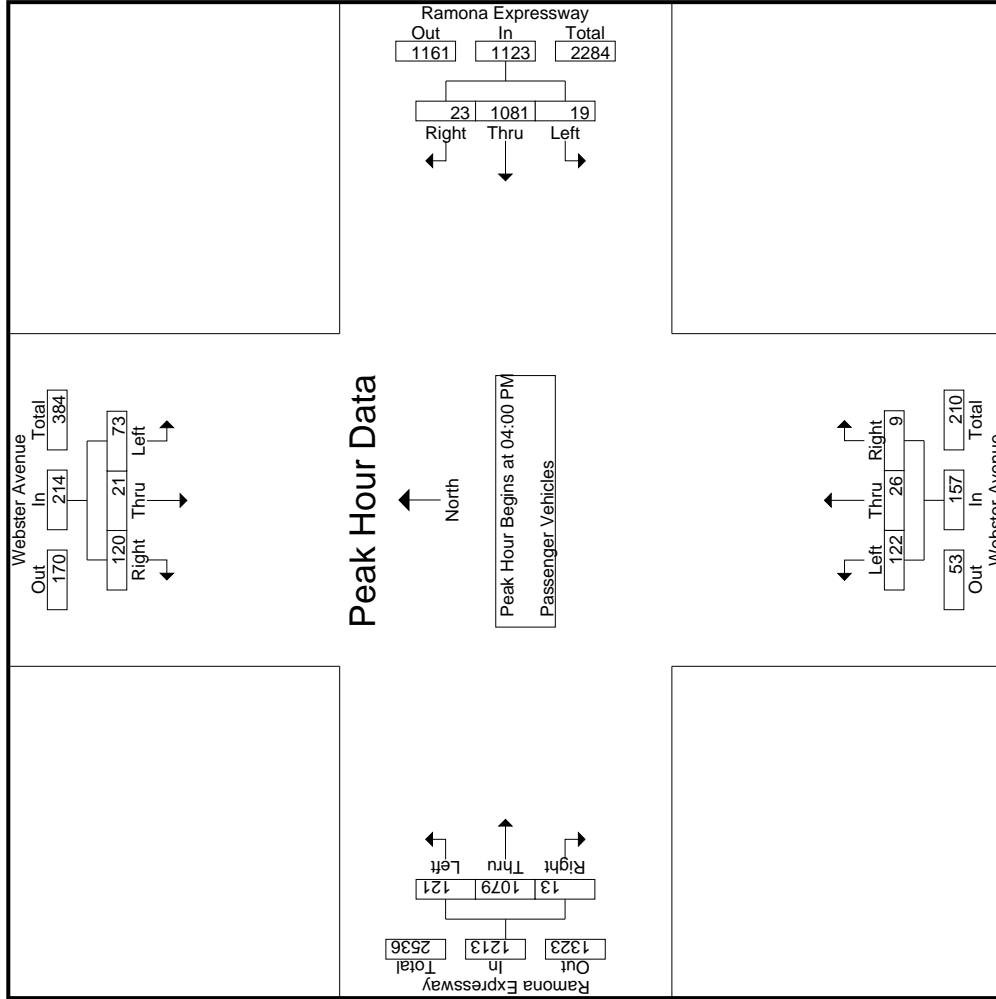 Ramona Expressway
Out In Total
1161 1123 2284
23 1081 19
Right Thru Left
Webster Avenue
Out In Total
170 214 384
120 21 73
Right Thru Left
Peak Hour Data
North
Peak Hour Begins at 04:00 PM
Passenger Vehicles
Left Thru Right
122 26 9
53 157 210
Out In Total
Webster Avenue
Right Thru Left
13 1079 121
1323 1213 2536
Out In Total
Ramona Expressway